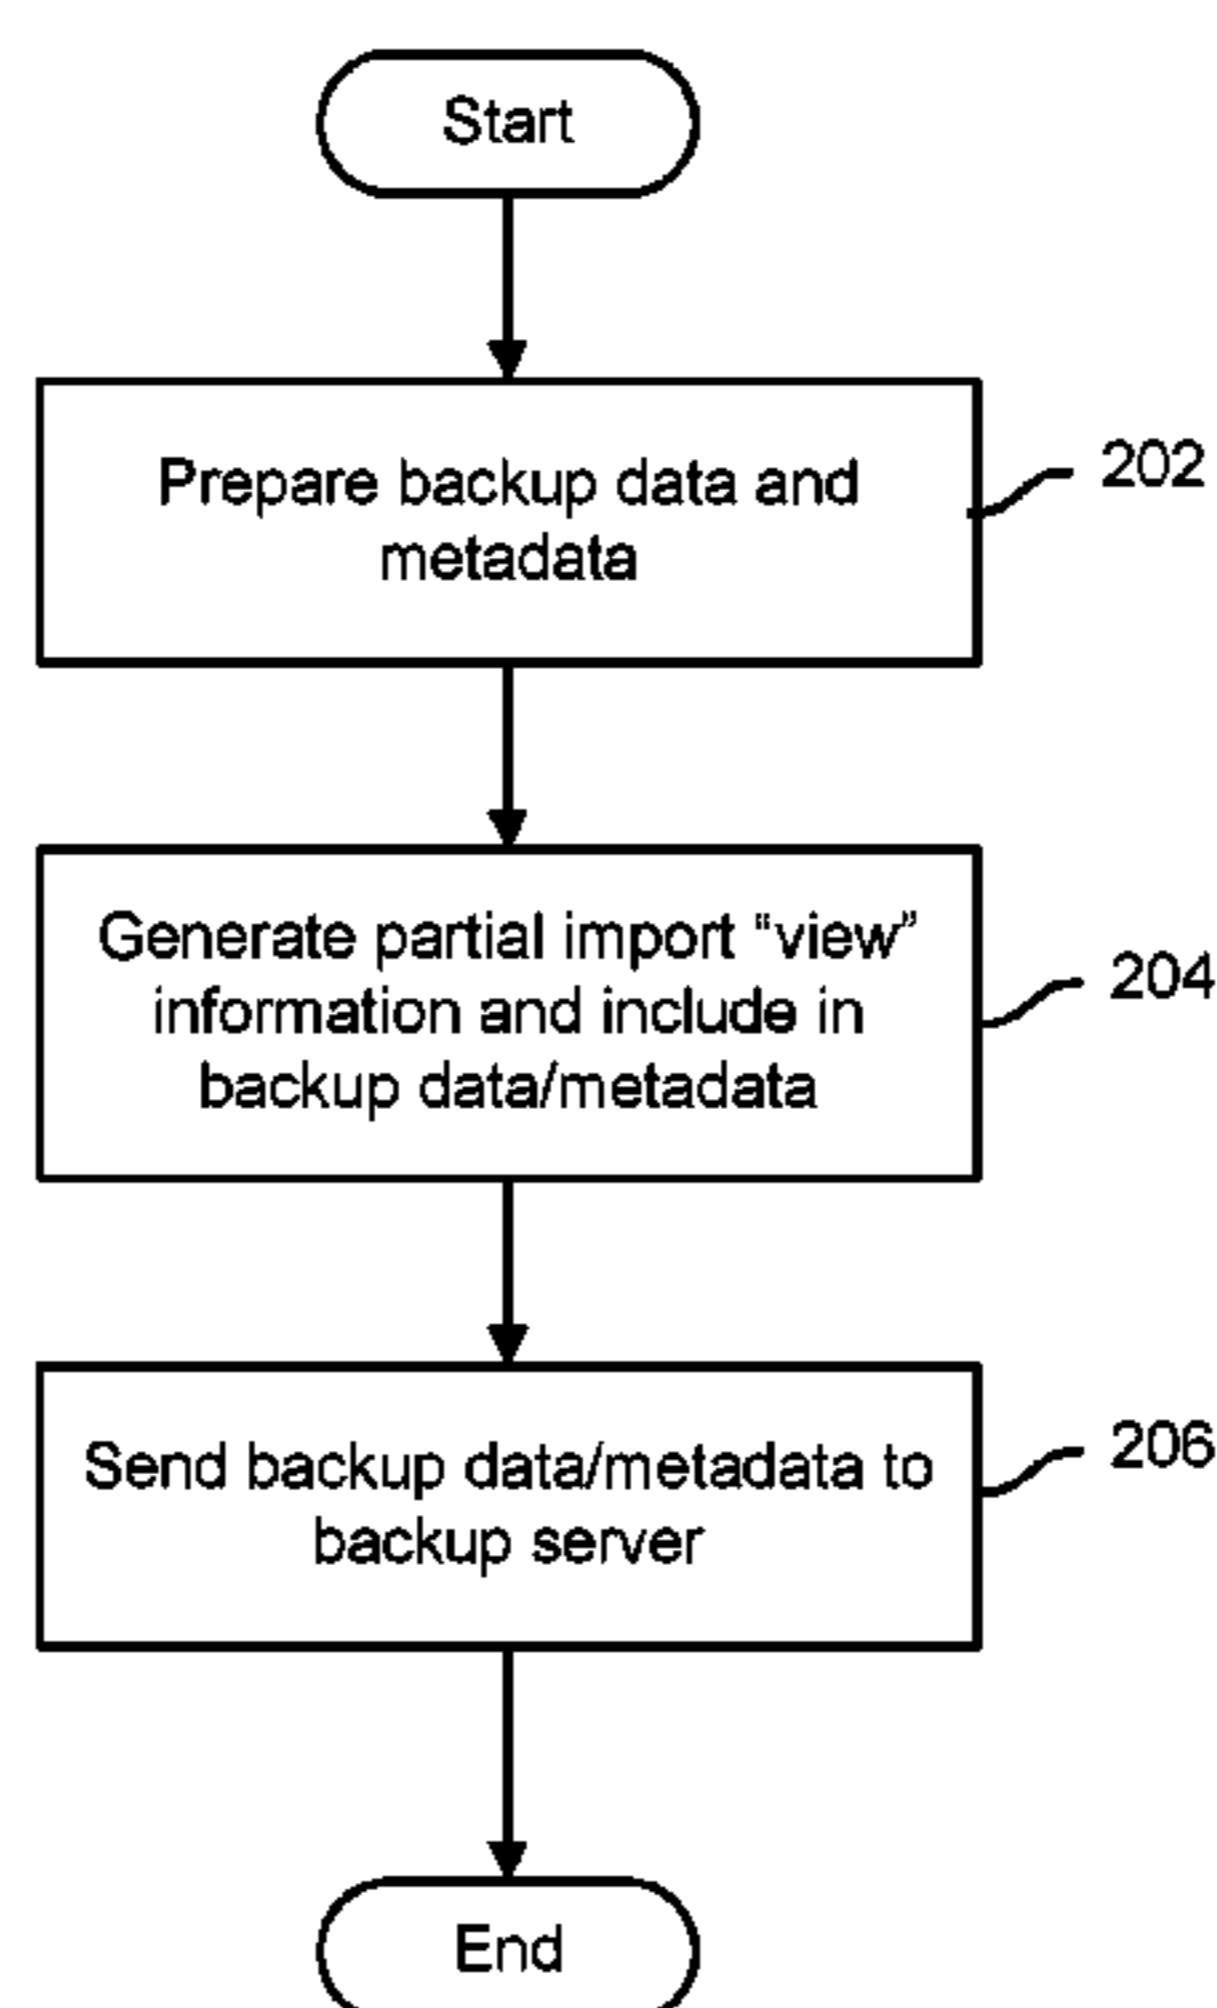 Start
Prepare backup data and
metadata
202
Generate partial import “view”
information and include in
backup data/metadata
204
Send backup data/metadata to
backup server
206
End